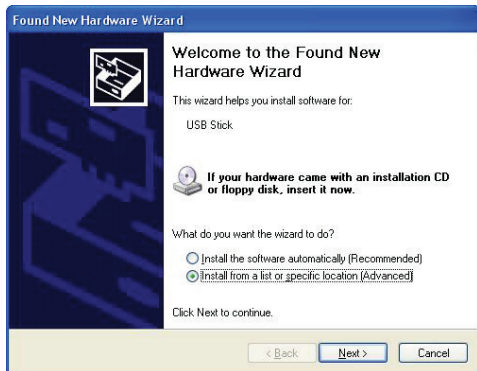 Found New Hardware Wizard
Welcome to the Found New
Hardware Wizard
This wizard helps you install software for:
USB Stick
If your hardware came with an installation CD
or floppy disk, insert it now.
What do you want the wizard to do?
Install the software automatically (Recommended)
Install from a list or specific location (Advanced)
Click Next to continue.
< Back Next > Cancel